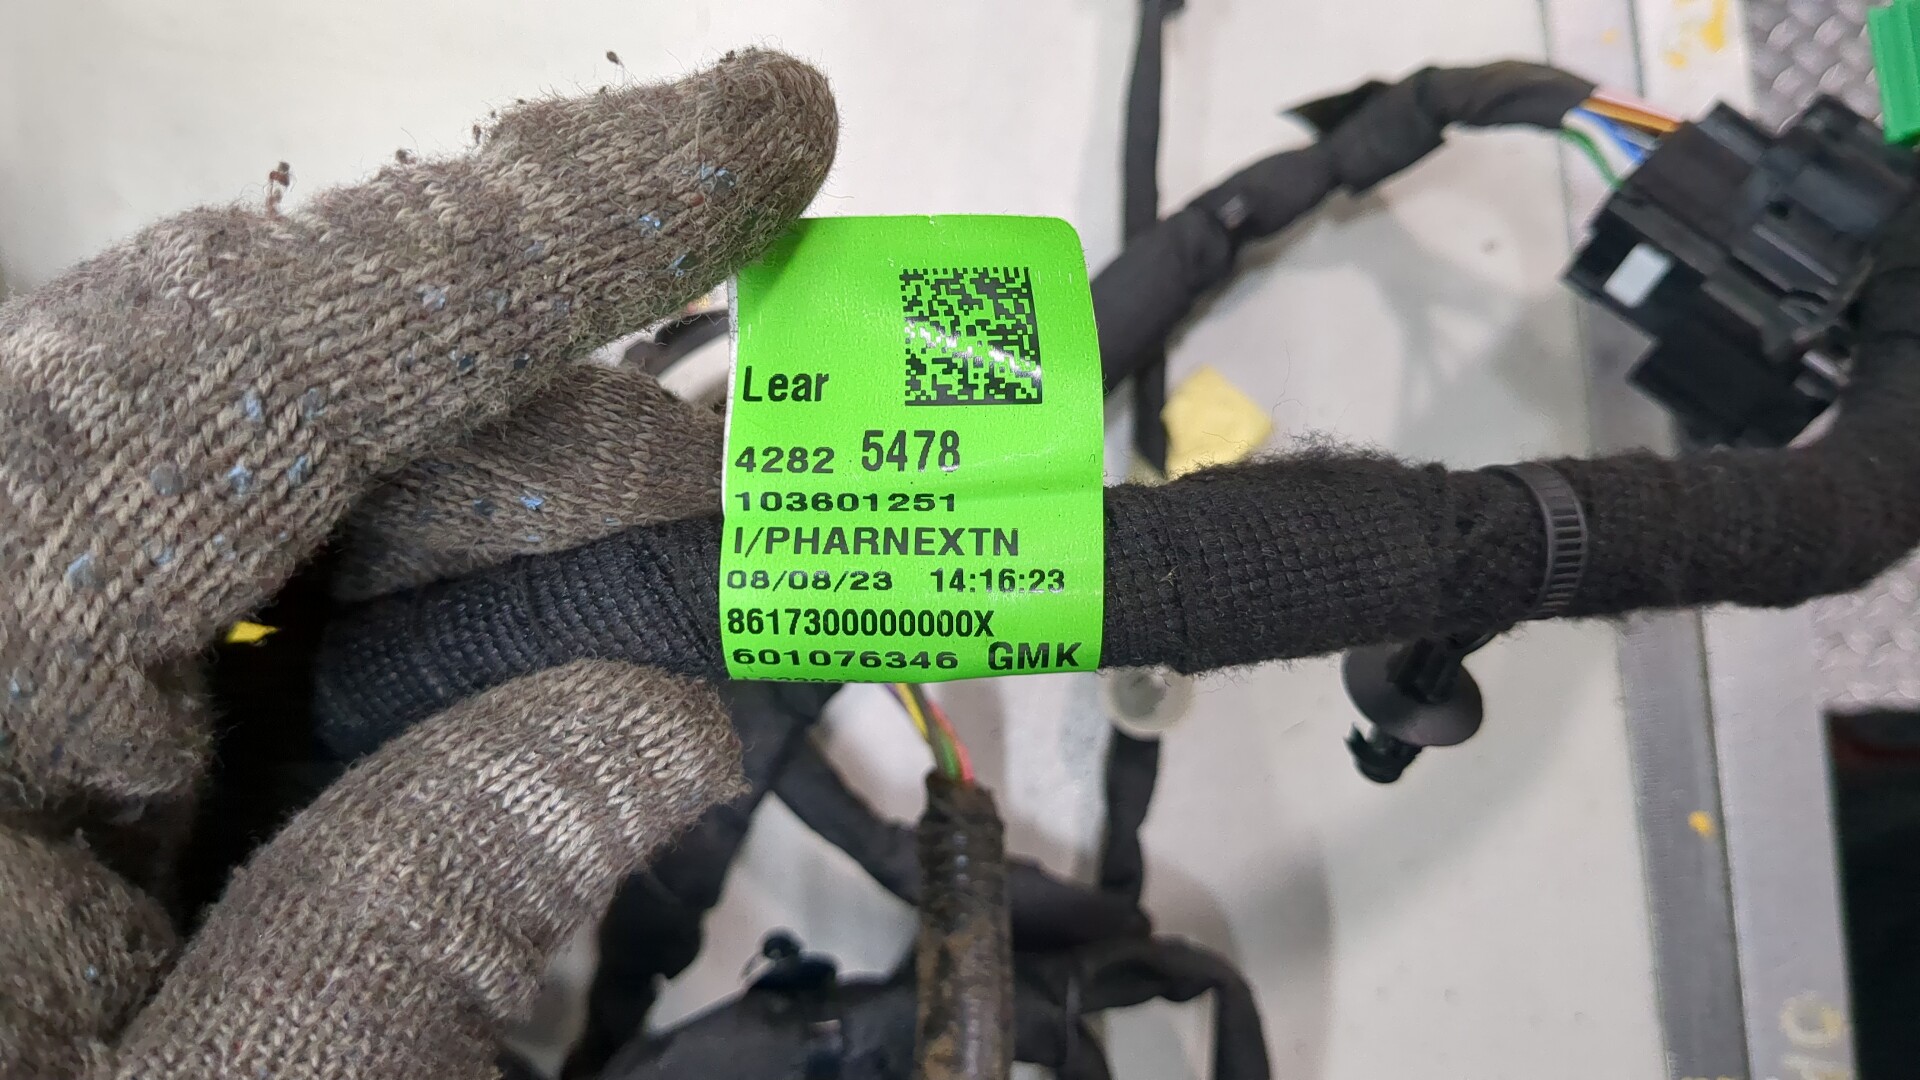 Lear
4282 5478
103601251
I/PHARNEXTN
08/08/23 14:16:23
8617300000000X
601076346 GMK